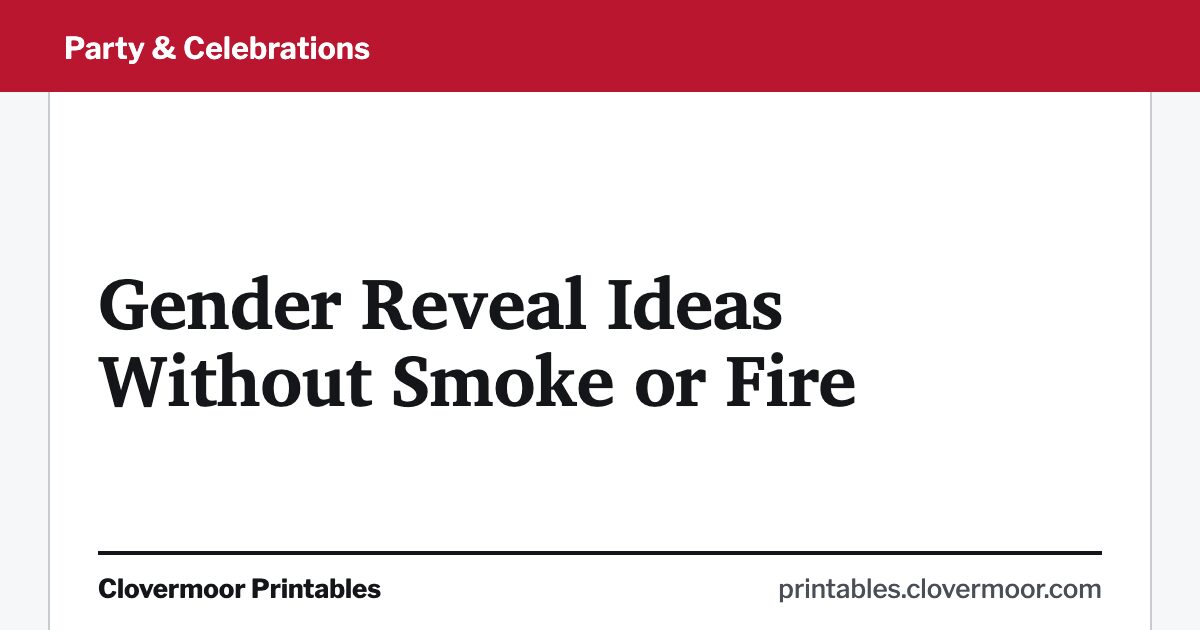 Party & Celebrations
Gender Reveal Ideas
Without Smoke or Fire
Clovermoor Printables
printables.clovermoor.com